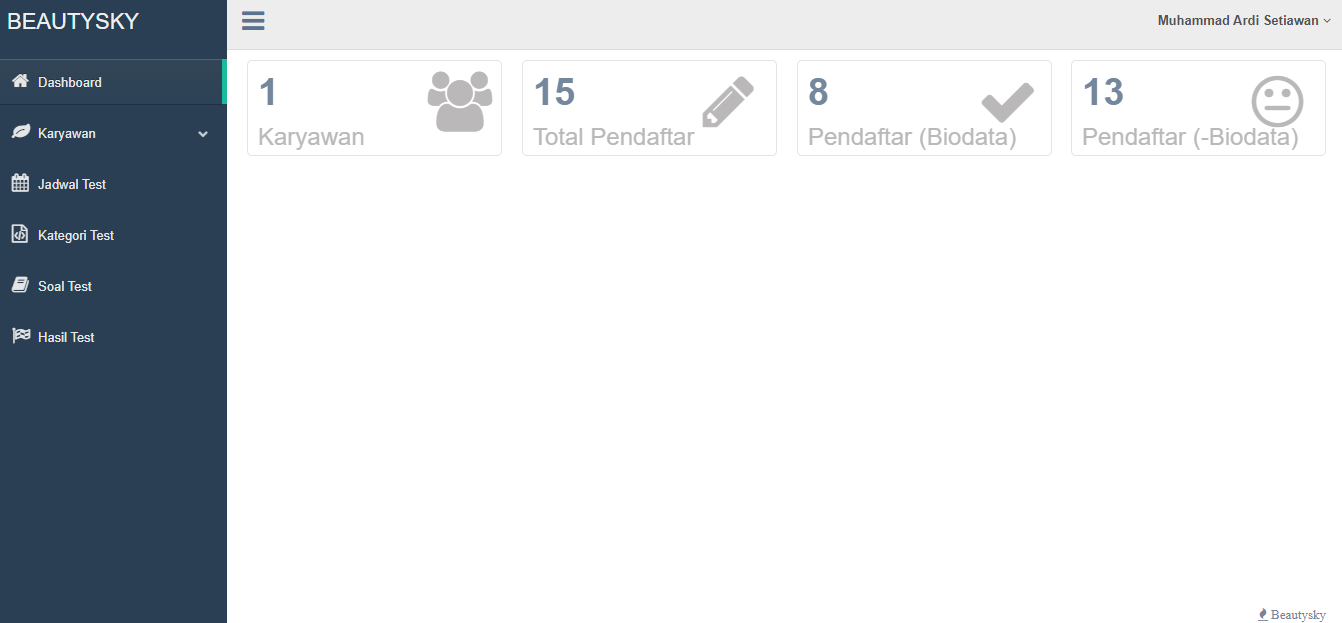 BEAUTYSKY
Muhammad Ardi Setiawan
Dashboard
Karyawan
Jadwal Test
Kategori Test
Soal Test
Hasil Test
1
Karyawan
15
Total Pendaftar
8
Pendaftar (Biodata)
13
Pendaftar (-Biodata)
Beautysky